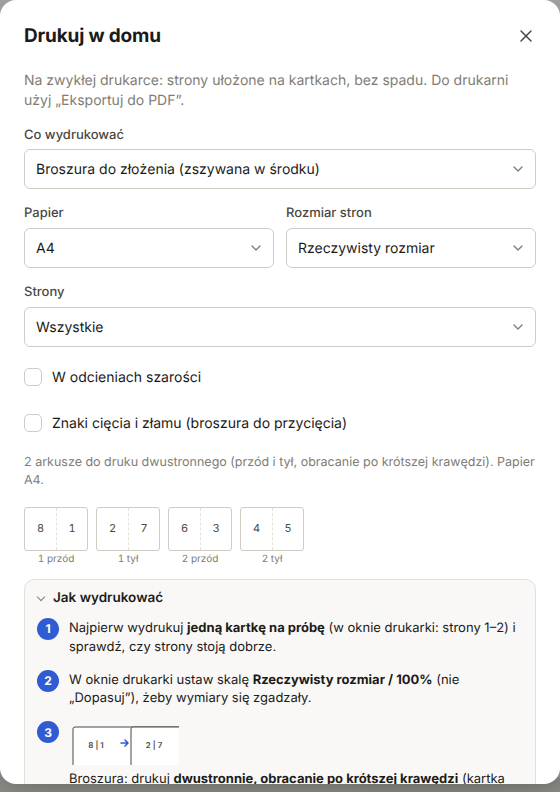 Drukuj w domu
Na zwykłej drukarce: strony ułożone na kartkach, bez spadu. Do drukarni
użyj „Eksportuj do PDF”.
Co wydrukować
Broszura do złożenia (zszywana w środku)
Papier
Rozmiar stron
A4
Rzeczywisty rozmiar
Strony
Wszystkie
W odcieniach szarości
Znaki cięcia i złamu (broszura do przycięcia)
2 arkusze do druku dwustronnego (przód i tył, obracanie po krótszej krawędzi). Papier
A4.
8 1 2 7 6 3 4 5
1 przód 1 tył 2 przód 2 tył
Jak wydrukować
1 Najpierw wydrukuj jedną kartkę na próbę (w oknie drukarki: strony 1–2) i
sprawdź, czy strony stoją dobrze.
2 W oknie drukarki ustaw skalę Rzeczywisty rozmiar / 100% (nie
„Dopasuj”), żeby wymiary się zgadzały.
3 8 | 1 → 2 | 7
Broszura: drukuj dwustronnie, obracanie po krótszej krawędzi (kartka